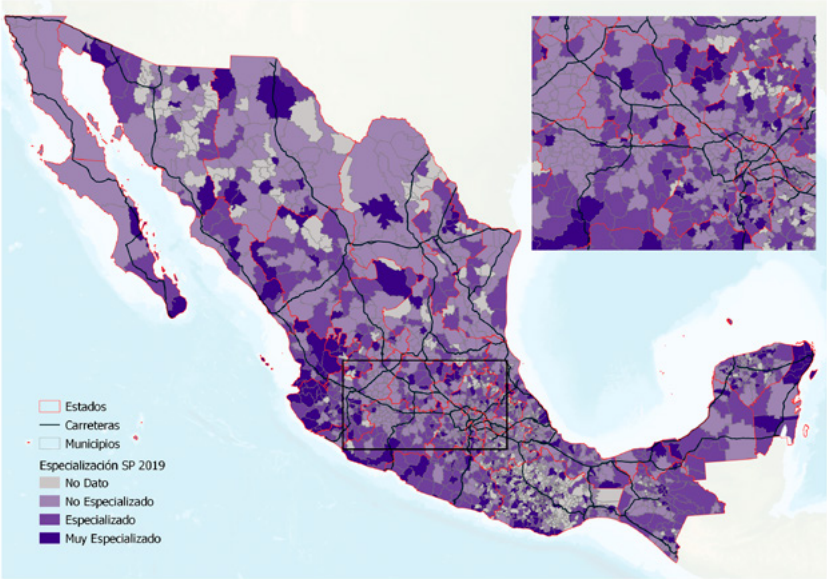 Estados
Carreteras
Municipios
Especialización SP 2019
No Dato
No Especializado
Especializado
Muy Especializado